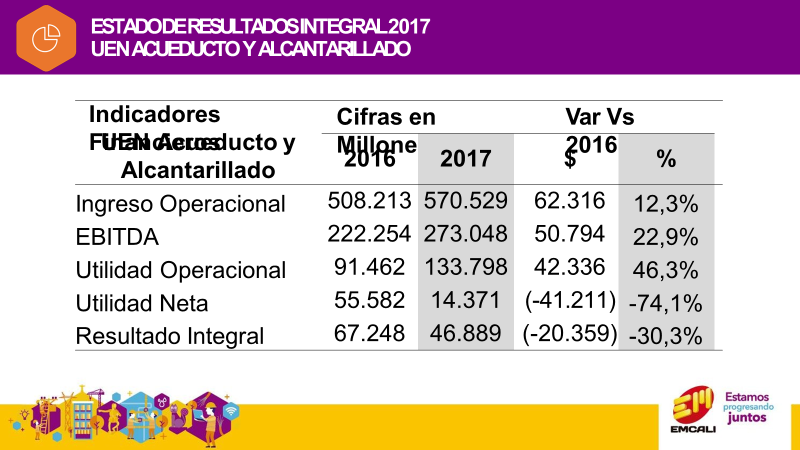 ESTADO DE RESULTADOS INTEGRAL 2017
UEN ACUEDUCTO Y ALCANTARILLADO
Indicadores Cifras en Var Vs
Financieros Millone 2016
UEN Acueducto y
Alcantarillado 2016 2017 $ %
Ingreso Operacional 508.213 570.529 62.316 12,3%
EBITDA 222.254 273.048 50.794 22,9%
Utilidad Operacional 91.462 133.798 42.336 46,3%
Utilidad Neta 55.582 14.371 (-41.211) -74,1%
Resultado Integral 67.248 46.889 (-20.359) -30,3%
EM
EMCALI
Estamos
progresando
juntos